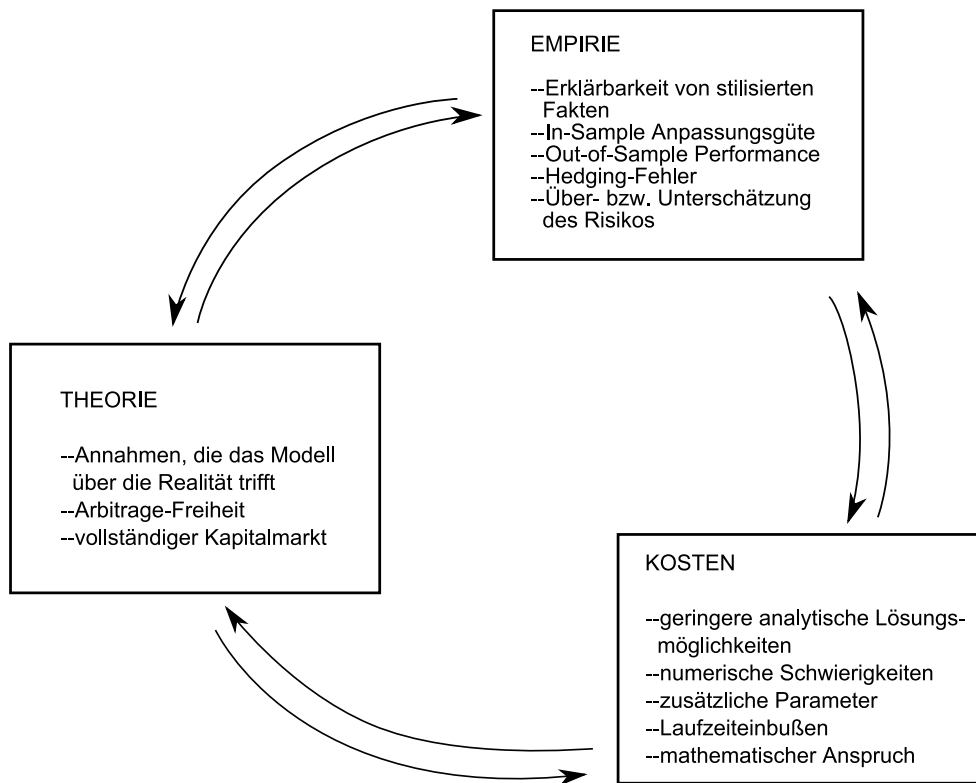 EMPIRIE
--Erklärbarkeit von stilisierten
Fakten
--In-Sample Anpassungsgüte
--Out-of-Sample Performance
--Hedging-Fehler
--Über- bzw. Unterschätzung
des Risikos
THEORIE
--Annahmen, die das Modell
über die Realität trifft
--Arbitrage-Freiheit
--vollständiger Kapitalmarkt
KOSTEN
--geringere analytische Lösungs-
möglichkeiten
--numerische Schwierigkeiten
--zusätzliche Parameter
--Laufzeiteinbußen
--mathematischer Anspruch